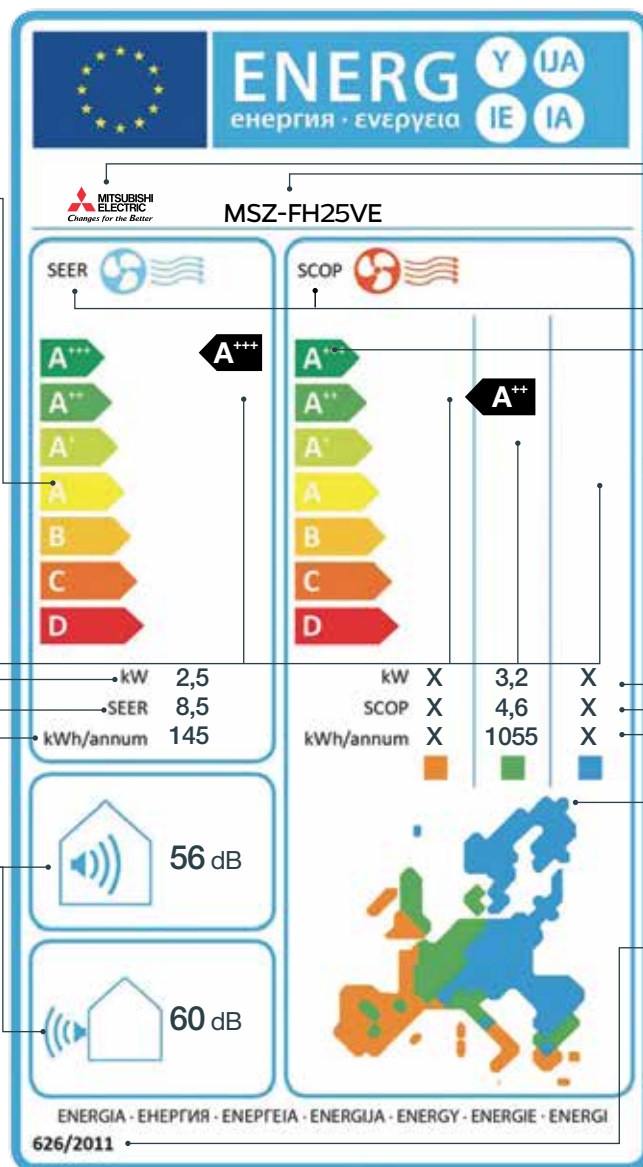 ENERG Y IJA
енергия · ενεργεια IE IA
MITSUBISHI
ELECTRIC
Changes for the Better
MSZ-FH25VE
SEER
A+++
A+++
A++
A+
A
B
C
D
kW 2,5
SEER 8,5
kWh/annum 145
SCOP
A+++
A++
A++
A+
A
B
C
D
kW X 3,2 X
SCOP X 4,6 X
kWh/annum X 1055 X
56 dB
60 dB
ENERGIA · ЕНЕРГИЯ · ΕΝΕΡΓΕΙΑ · ENERGIJA · ENERGY · ENERGIE · ENERGI
626/2011